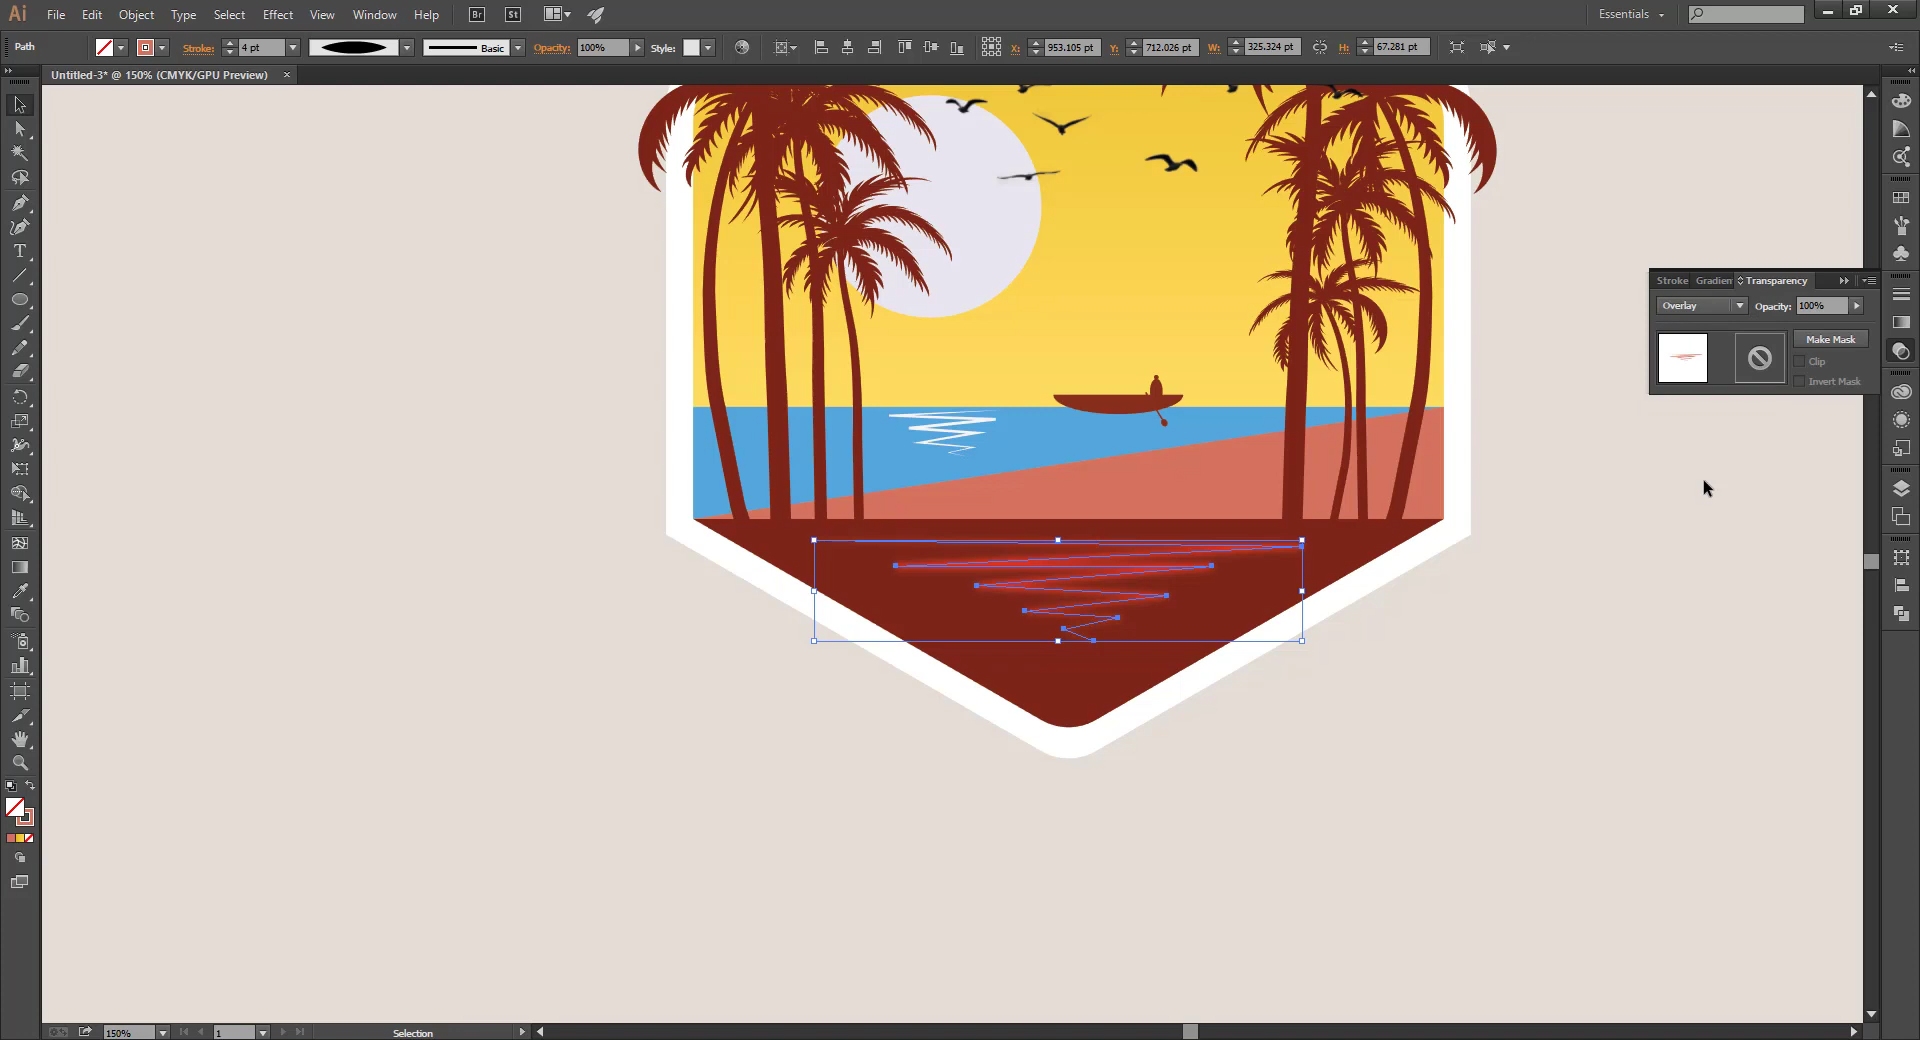 Ai File Edit Object Type Select Effect View Window Help Br St Essentials
Path Stroke: 4 pt Basic Opacity: 100% Style: X: 953.105 pt Y: 712.026 pt W: 325.324 pt H: 67.281 pt
Untitled-3* @ 150% (CMYK/GPU Preview) ×
Stroke Gradien Transparency
Overlay Opacity: 100%
Make Mask
Clip
Invert Mask
150% 1 Selection